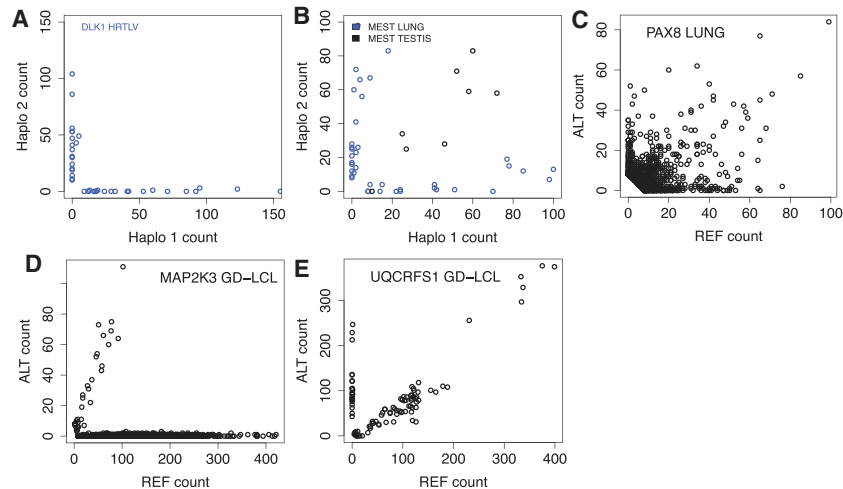 A
DLK1 HRTLV
Haplo 2 count
0 50 100 150
0 50 100 150
Haplo 1 count
B
MEST LUNG
MEST TESTIS
Haplo 2 count
0 20 40 60 80 100
0 20 40 60 80 100
Haplo 1 count
C
PAX8 LUNG
ALT count
0 20 40 60 80
0 20 40 60 80 100
REF count
D
MAP2K3 GD-LCL
ALT count
0 20 40 60 80
0 100 200 300 400
REF count
E
UQCRFS1 GD-LCL
ALT count
0 100 200 300
0 100 200 300 400
REF count